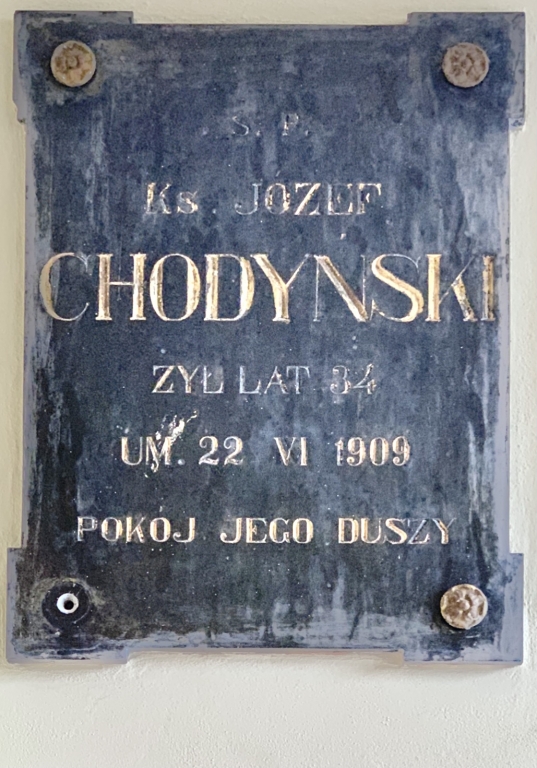 Ś. P.
Ks JÓZEF
CHODYŃSKI
ŻYŁ LAT 34
UM. 22 VI 1909
POKÓJ JEGO DUSZY